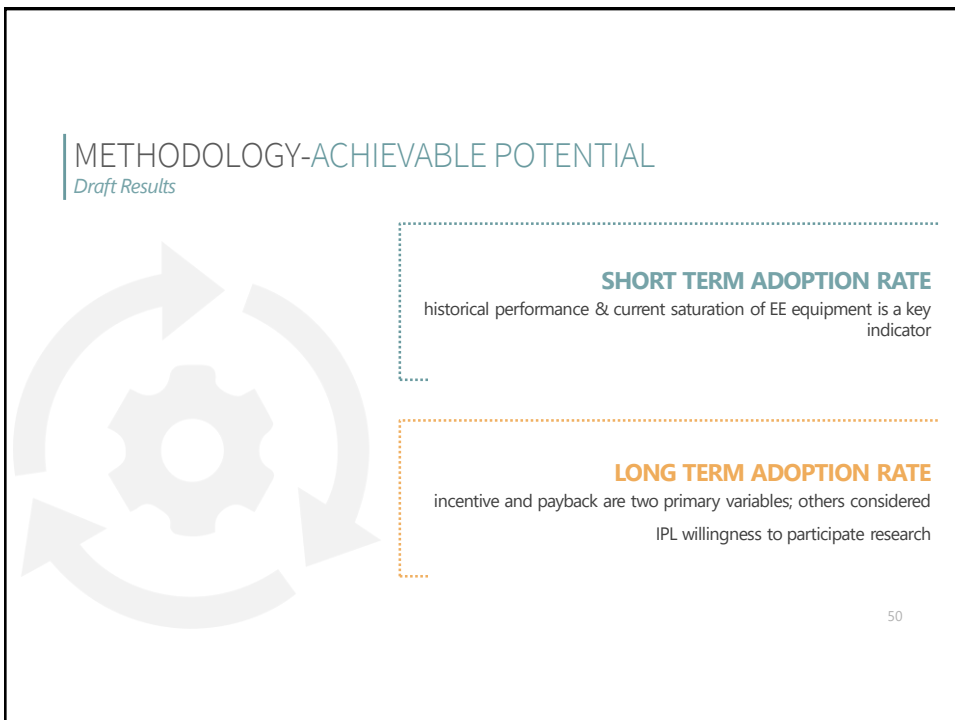 METHODOLOGY-ACHIEVABLE POTENTIAL
Draft Results
SHORT TERM ADOPTION RATE
historical performance & current saturation of EE equipment is a key
indicator
LONG TERM ADOPTION RATE
incentive and payback are two primary variables; others considered
IPL willingness to participate research
50